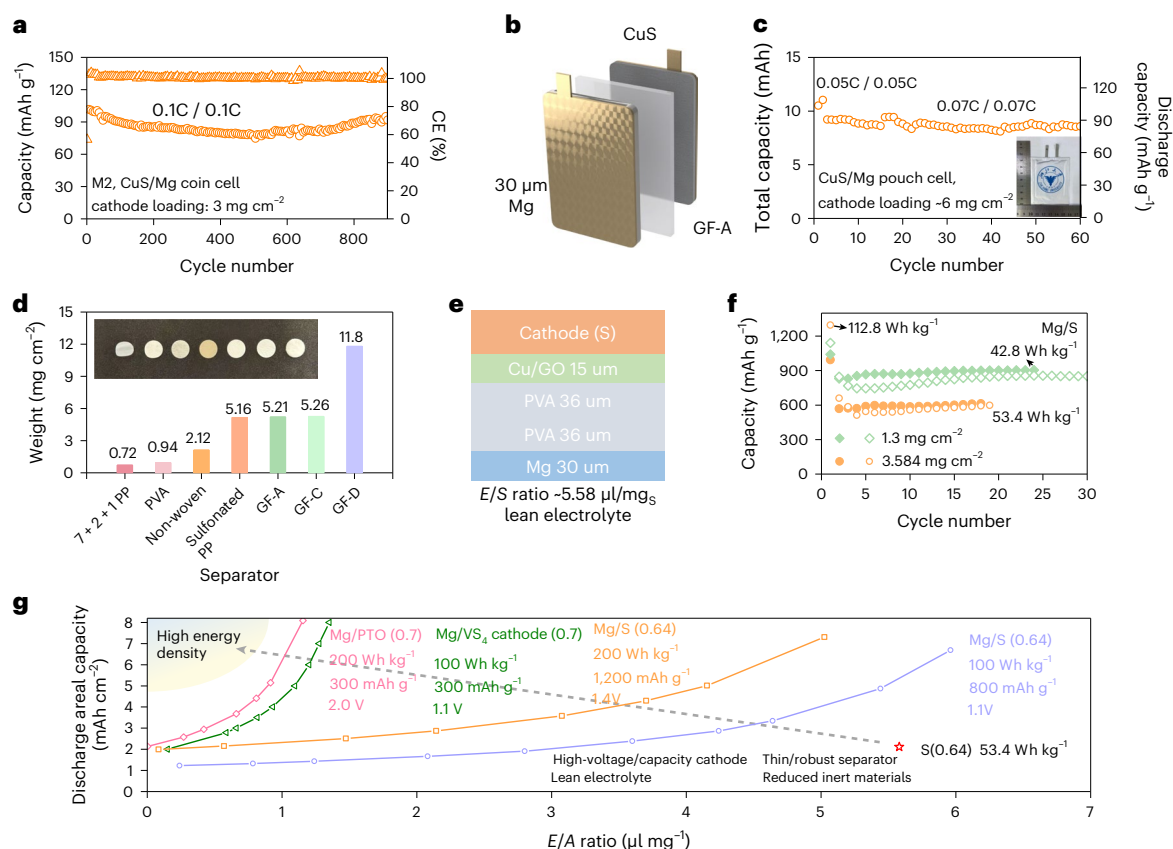 a
Capacity (mAh g⁻¹)
150
120
90
60
30
0
0.1C / 0.1C
M2, CuS/Mg coin cell
cathode loading: 3 mg cm⁻²
100
80
60
40
20
0
CE (%)
0
200
400
600
800
Cycle number
b
CuS
30 µm
Mg
GF-A
c
Total capacity (mAh)
15
10
5
0
0.05C / 0.05C
0.07C / 0.07C
CuS/Mg pouch cell,
cathode loading ~6 mg cm⁻²
120
90
60
30
0
Discharge
capacity (mAh g⁻¹)
0
10
20
30
40
50
60
Cycle number
d
Weight (mg cm⁻²)
15
12
9
6
3
0
0.72
0.94
2.12
5.16
5.21
5.26
11.8
7 + 2 + 1 PP
PVA
Non-woven
Sulfonated
PP
GF-A
GF-C
GF-D
Separator
e
Cathode (S)
Cu/GO 15 um
PVA 36 um
PVA 36 um
Mg 30 um
E/S ratio ~5.58 µl/mgₛ
lean electrolyte
f
Capacity (mAh g⁻¹)
1,200
900
600
300
0
112.8 Wh kg⁻¹
Mg/S
42.8 Wh kg⁻¹
53.4 Wh kg⁻¹
1.3 mg cm⁻²
3.584 mg cm⁻²
0
5
10
15
20
25
30
Cycle number
g
Discharge areal capacity
(mAh cm⁻²)
8
7
6
5
4
3
2
1
0
High energy
density
Mg/PTO (0.7)
200 Wh kg⁻¹
300 mAh g⁻¹
2.0 V
Mg/VS₄ cathode (0.7)
100 Wh kg⁻¹
300 mAh g⁻¹
1.1 V
Mg/S (0.64)
200 Wh kg⁻¹
1,200 mAh g⁻¹
1.4V
Mg/S (0.64)
100 Wh kg⁻¹
800 mAh g⁻¹
1.1V
S(0.64) 53.4 Wh kg⁻¹
High-voltage/capacity cathode
Lean electrolyte
Thin/robust separator
Reduced inert materials
0
1
2
3
4
5
6
7
E/A ratio (µl mg⁻¹)